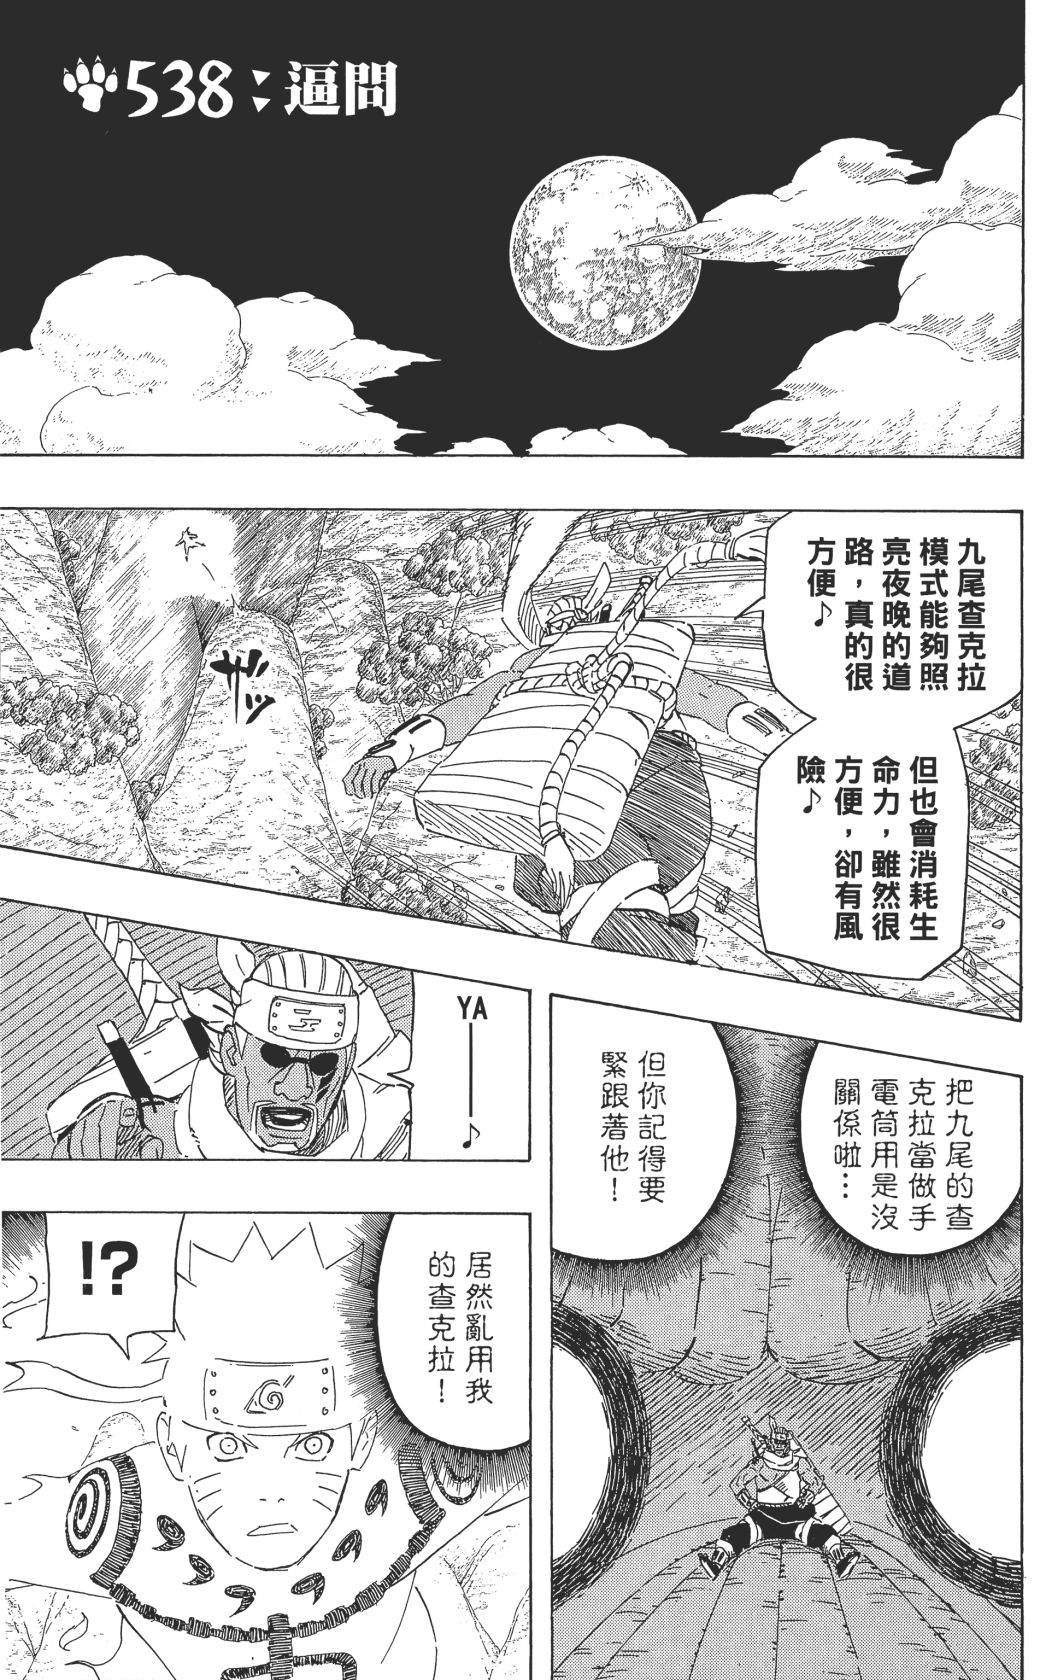 538：逼問
九尾查克拉
模式能夠照
亮夜晚的道
路，真的很
方便♪
但也會消耗生
命力，雖然很
方便，卻有風
險♪
ザッ
把九尾的查
克拉當做手
電筒用是沒
關係啦…
但你記得要
緊跟著他！
YA——♪
居然亂用我
的查克拉！
!?